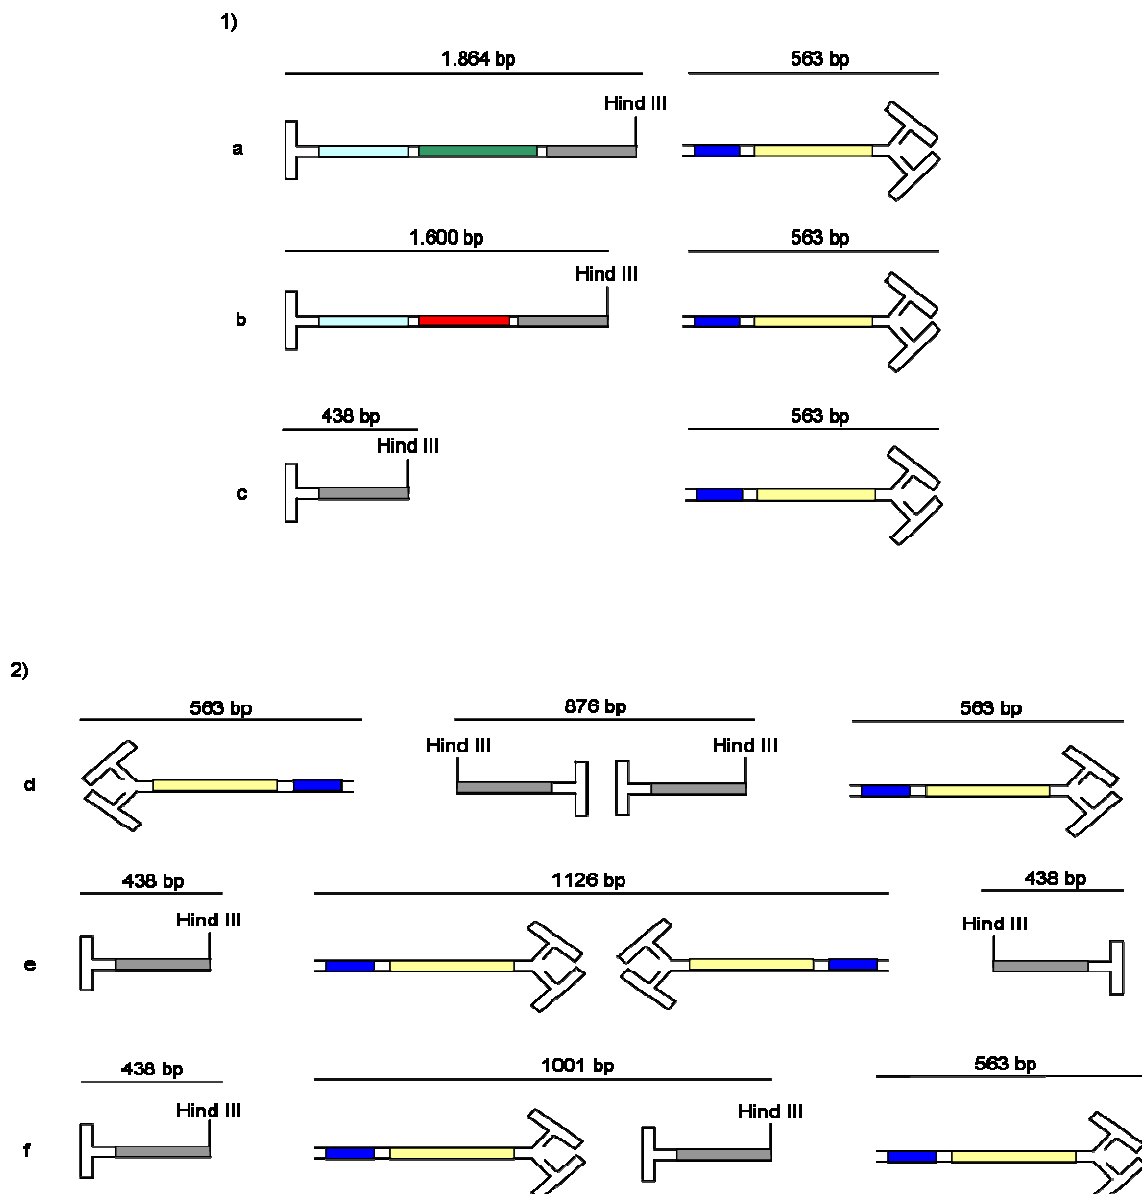 1)
1.864 bp 563 bp
Hind III
a
1.600 bp 563 bp
Hind III
b
438 bp 563 bp
Hind III
c
2)
563 bp 876 bp 563 bp
Hind III Hind III
d
438 bp 1126 bp 438 bp
Hind III Hind III
e
438 bp 1001 bp 563 bp
Hind III Hind III
f